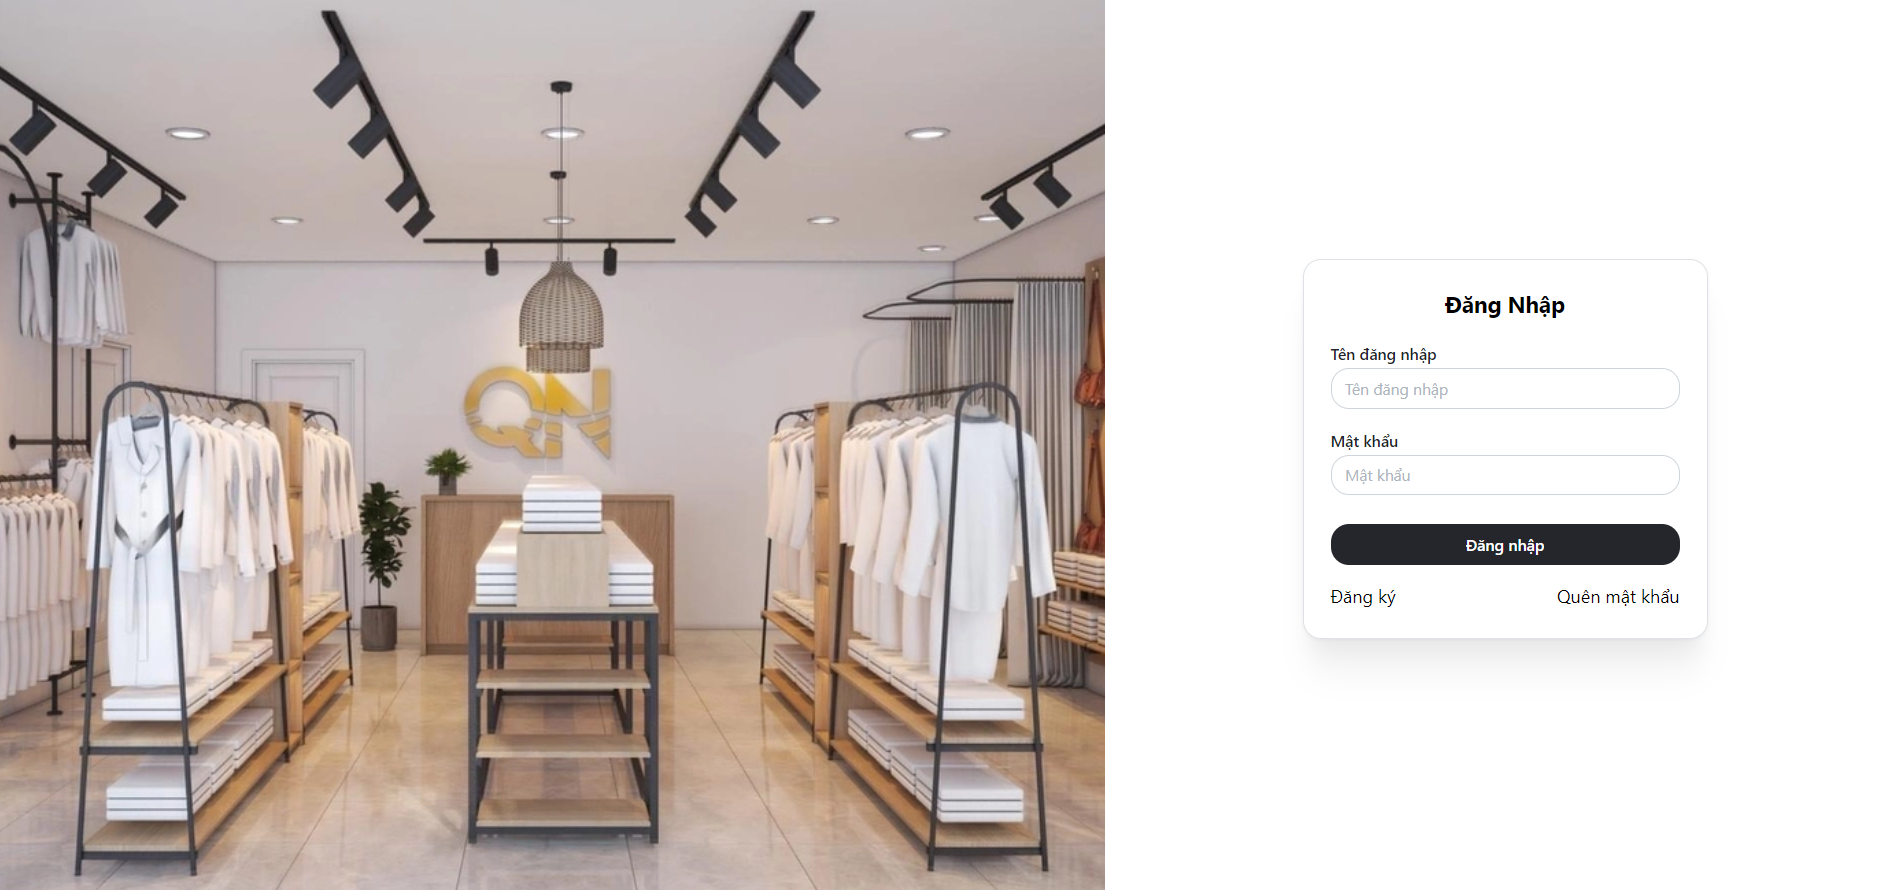 QN
Đăng Nhập
Tên đăng nhập
Tên đăng nhập
Mật khẩu
Mật khẩu
Đăng nhập
Đăng ký
Quên mật khẩu